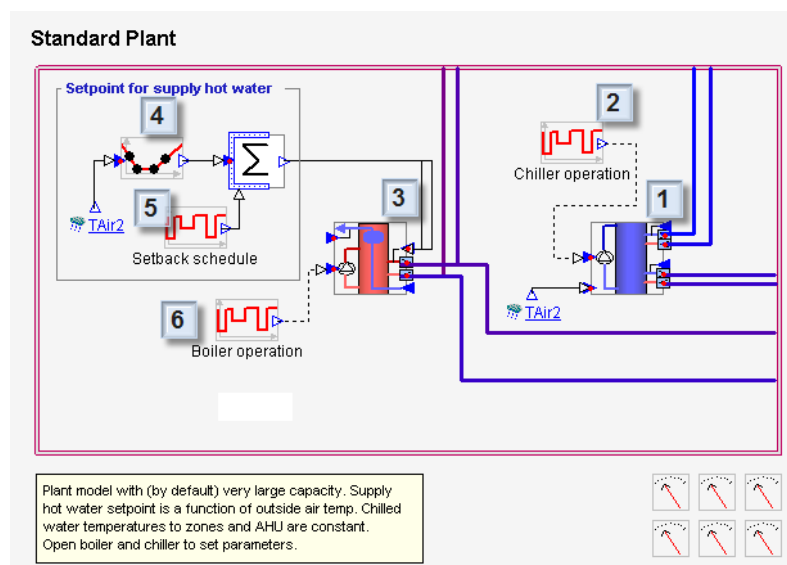 Standard Plant
Setpoint for supply hot water
4
2
Chiller operation
5
TAir2
Setback schedule
3
1
TAir2
6
Boiler operation
Plant model with (by default) very large capacity. Supply
hot water setpoint is a function of outside air temp. Chilled
water temperatures to zones and AHU are constant.
Open boiler and chiller to set parameters.